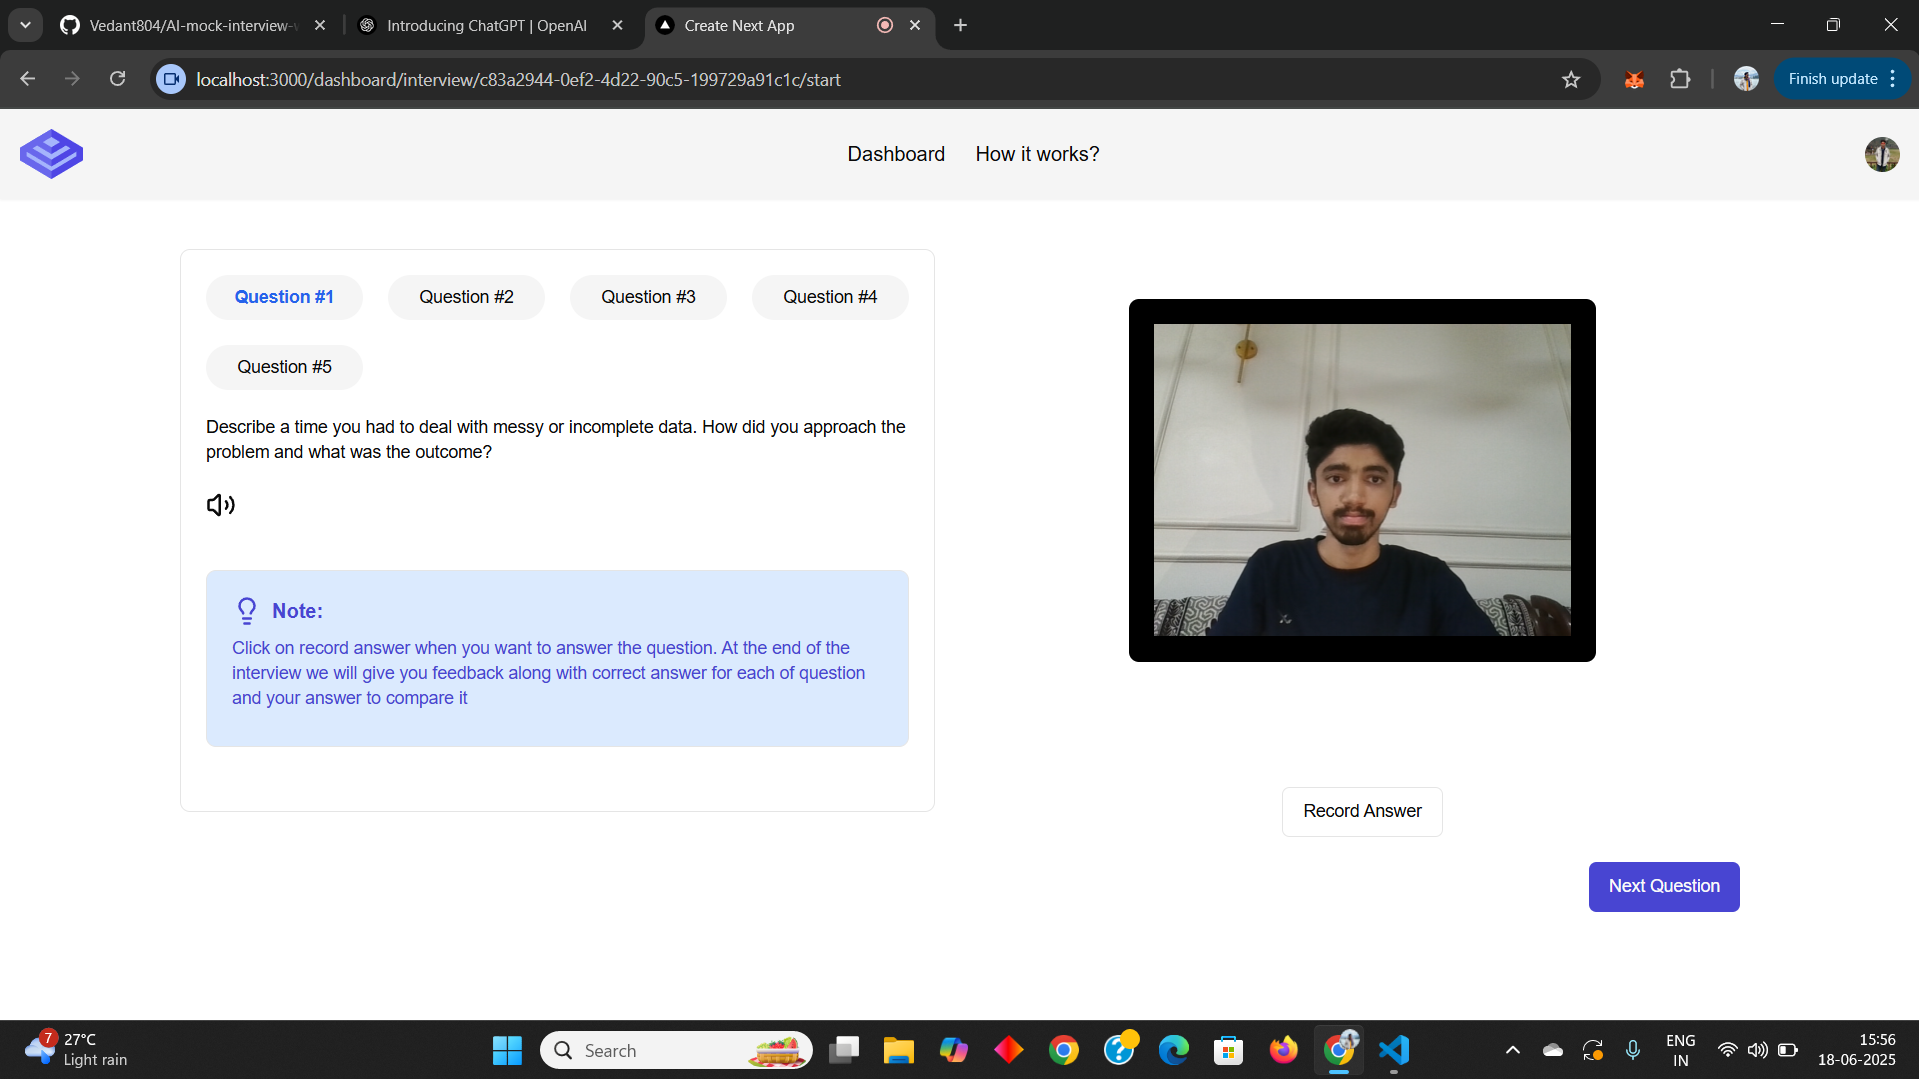 Vedant804/AI-mock-interview-
Introducing ChatGPT | OpenAI
Create Next App
localhost:3000/dashboard/interview/c83a2944-0ef2-4d22-90c5-199729a91c1c/start
Finish update
Dashboard
How it works?
Question #1
Question #2
Question #3
Question #4
Question #5
Describe a time you had to deal with messy or incomplete data. How did you approach the
problem and what was the outcome?
Note:
Click on record answer when you want to answer the question. At the end of the
interview we will give you feedback along with correct answer for each of question
and your answer to compare it
Record Answer
Next Question
7
27°C
Light rain
Search
ENG
IN
15:56
18-06-2025